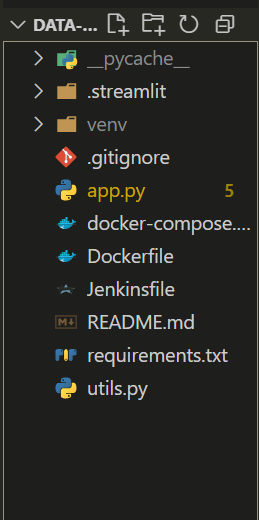 DATA-...
__pycache__
.streamlit
venv
.gitignore
app.py 5
docker-compose....
Dockerfile
Jenkinsfile
README.md
requirements.txt
utils.py